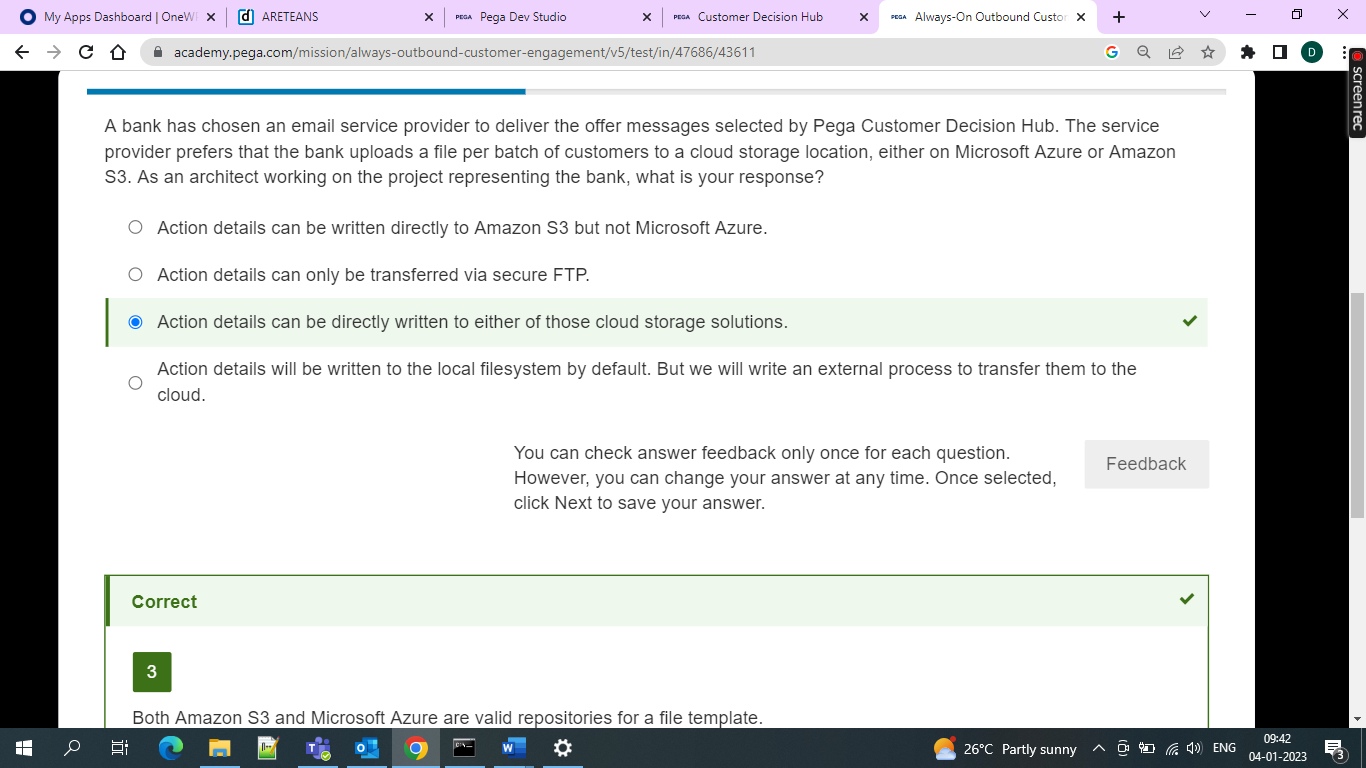 My Apps Dashboard | OneW
ARETEANS
PEGA Pega Dev Studio
PEGA Customer Decision Hub
PEGA Always-On Outbound Custo
academy.pega.com/mission/always-outbound-customer-engagement/v5/test/in/47686/43611
G
D
screenrec
A bank has chosen an email service provider to deliver the offer messages selected by Pega Customer Decision Hub. The service
provider prefers that the bank uploads a file per batch of customers to a cloud storage location, either on Microsoft Azure or Amazon
S3. As an architect working on the project representing the bank, what is your response?
Action details can be written directly to Amazon S3 but not Microsoft Azure.
Action details can only be transferred via secure FTP.
Action details can be directly written to either of those cloud storage solutions.
Action details will be written to the local filesystem by default. But we will write an external process to transfer them to the
cloud.
You can check answer feedback only once for each question.
However, you can change your answer at any time. Once selected,
click Next to save your answer.
Feedback
Correct
3
Both Amazon S3 and Microsoft Azure are valid repositories for a file template.
26°C Partly sunny
ENG
09:42
04-01-2023
3